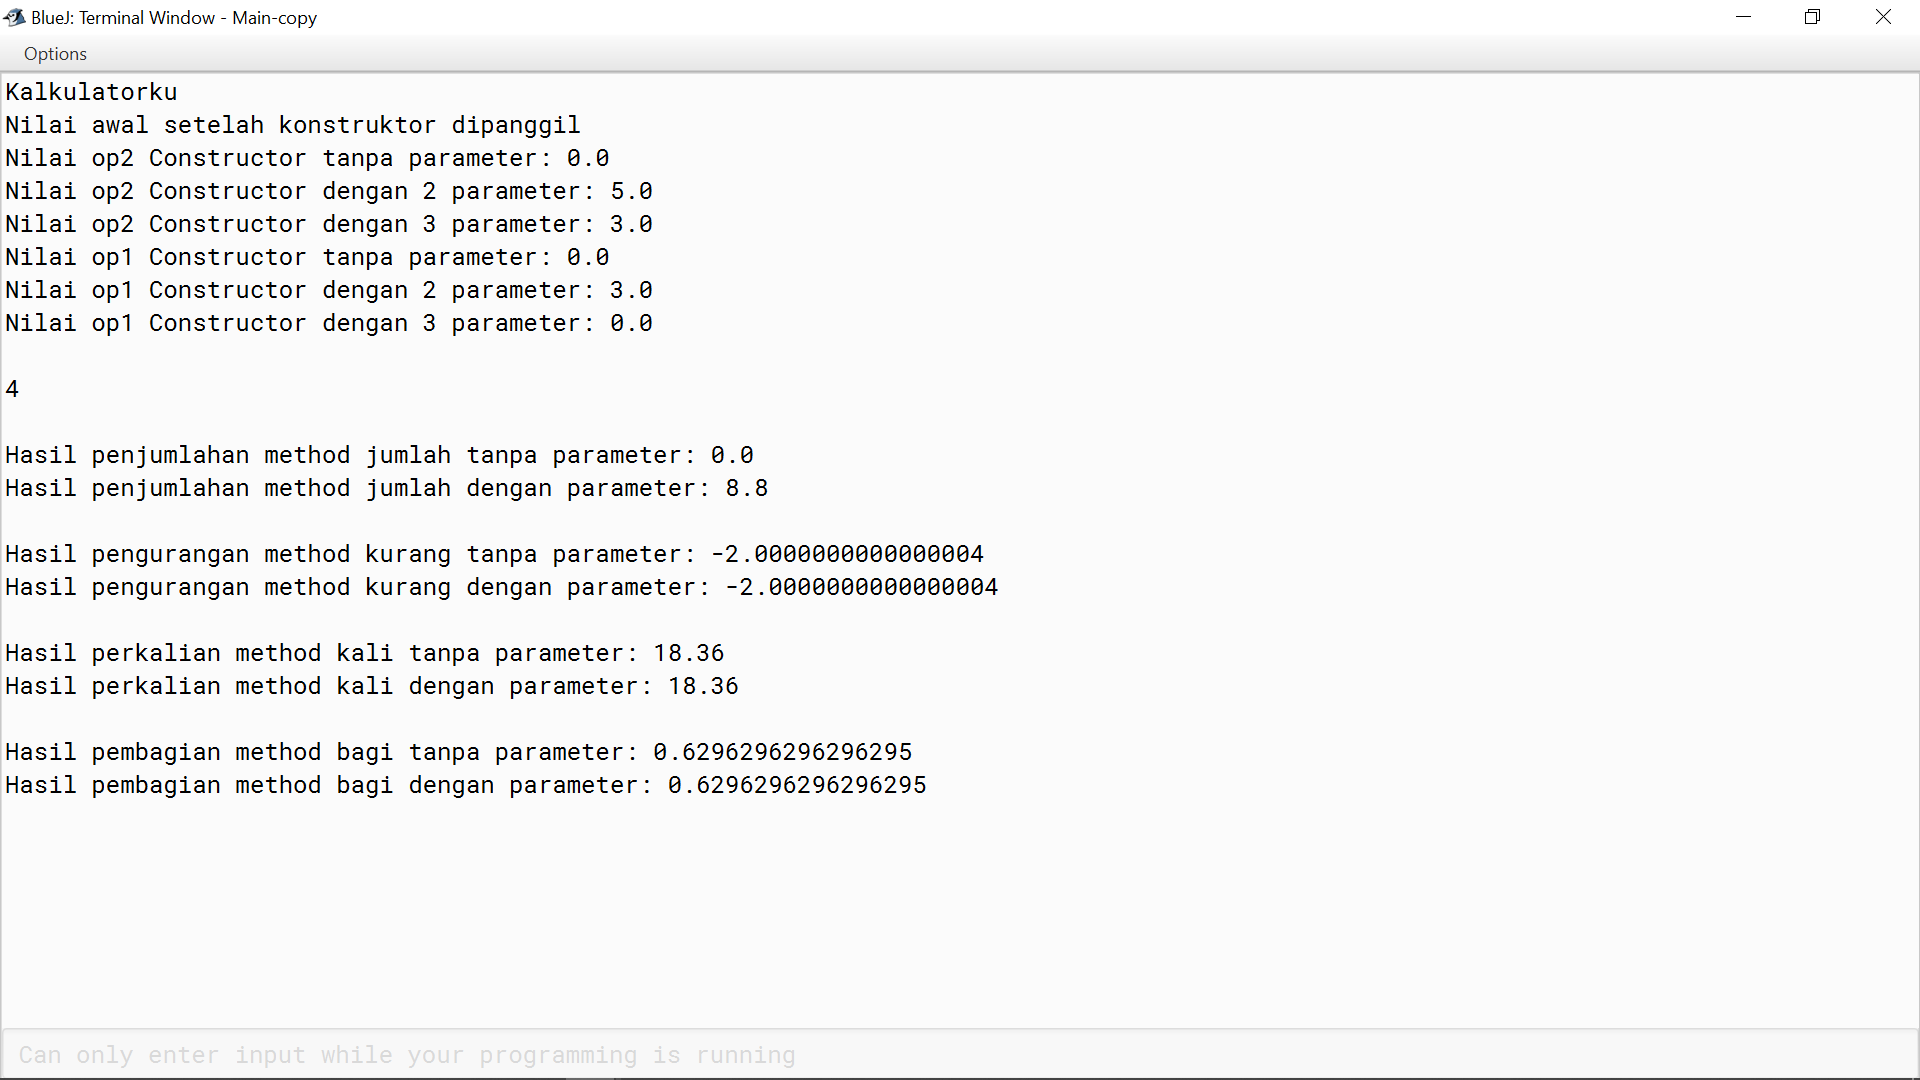 BlueJ: Terminal Window - Main-copy
Options
Kalkulatorku
Nilai awal setelah konstruktor dipanggil
Nilai op2 Constructor tanpa parameter: 0.0
Nilai op2 Constructor dengan 2 parameter: 5.0
Nilai op2 Constructor dengan 3 parameter: 3.0
Nilai op1 Constructor tanpa parameter: 0.0
Nilai op1 Constructor dengan 2 parameter: 3.0
Nilai op1 Constructor dengan 3 parameter: 0.0
4
Hasil penjumlahan method jumlah tanpa parameter: 0.0
Hasil penjumlahan method jumlah dengan parameter: 8.8
Hasil pengurangan method kurang tanpa parameter: -2.0000000000000004
Hasil pengurangan method kurang dengan parameter: -2.0000000000000004
Hasil perkalian method kali tanpa parameter: 18.36
Hasil perkalian method kali dengan parameter: 18.36
Hasil pembagian method bagi tanpa parameter: 0.6296296296296295
Hasil pembagian method bagi dengan parameter: 0.6296296296296295
Can only enter input while your programming is running